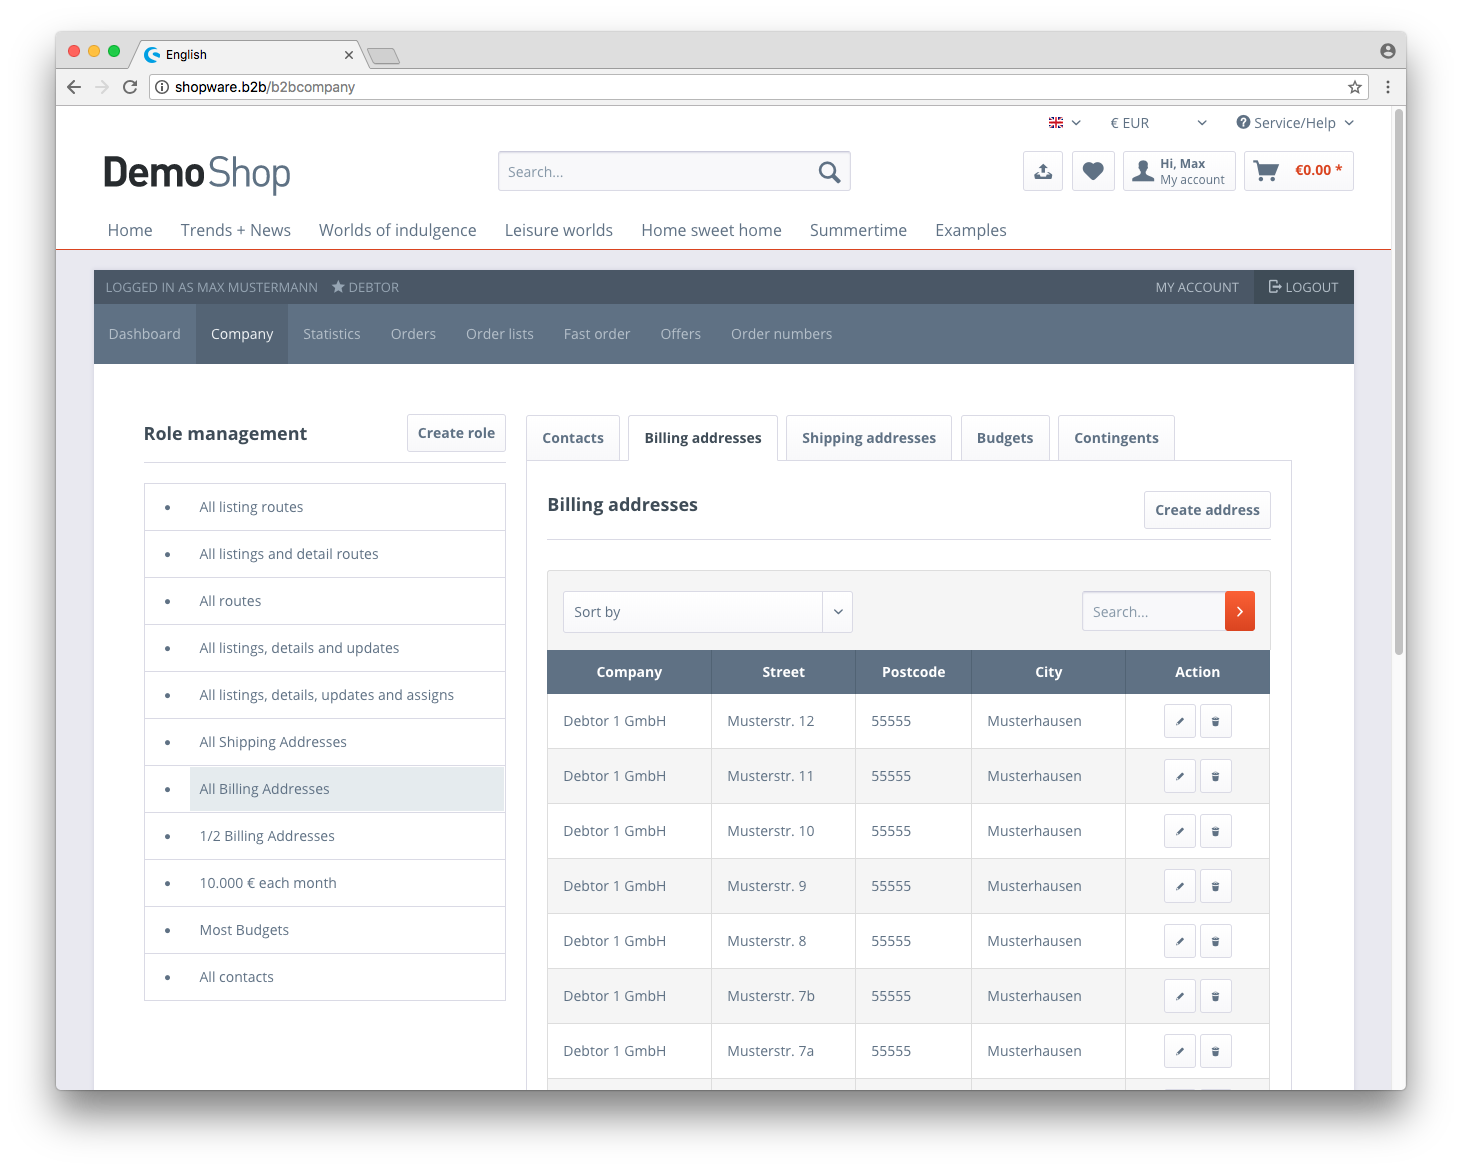 English
shopware.b2b/b2bcompany
€ EUR
Service/Help
DemoShop
Search...
Hi, Max
My account
€0.00 *
Home Trends + News Worlds of indulgence Leisure worlds Home sweet home Summertime Examples
LOGGED IN AS MAX MUSTERMANN DEBTOR MY ACCOUNT LOGOUT
Dashboard Company Statistics Orders Order lists Fast order Offers Order numbers
Role management
Create role
All listing routes
All listings and detail routes
All routes
All listings, details and updates
All listings, details, updates and assigns
All Shipping Addresses
All Billing Addresses
1/2 Billing Addresses
10.000 € each month
Most Budgets
All contacts
Contacts Billing addresses Shipping addresses Budgets Contingents
Billing addresses
Create address
Sort by
Search...
Company Street Postcode City Action
Debtor 1 GmbH Musterstr. 12 55555 Musterhausen
Debtor 1 GmbH Musterstr. 11 55555 Musterhausen
Debtor 1 GmbH Musterstr. 10 55555 Musterhausen
Debtor 1 GmbH Musterstr. 9 55555 Musterhausen
Debtor 1 GmbH Musterstr. 8 55555 Musterhausen
Debtor 1 GmbH Musterstr. 7b 55555 Musterhausen
Debtor 1 GmbH Musterstr. 7a 55555 Musterhausen